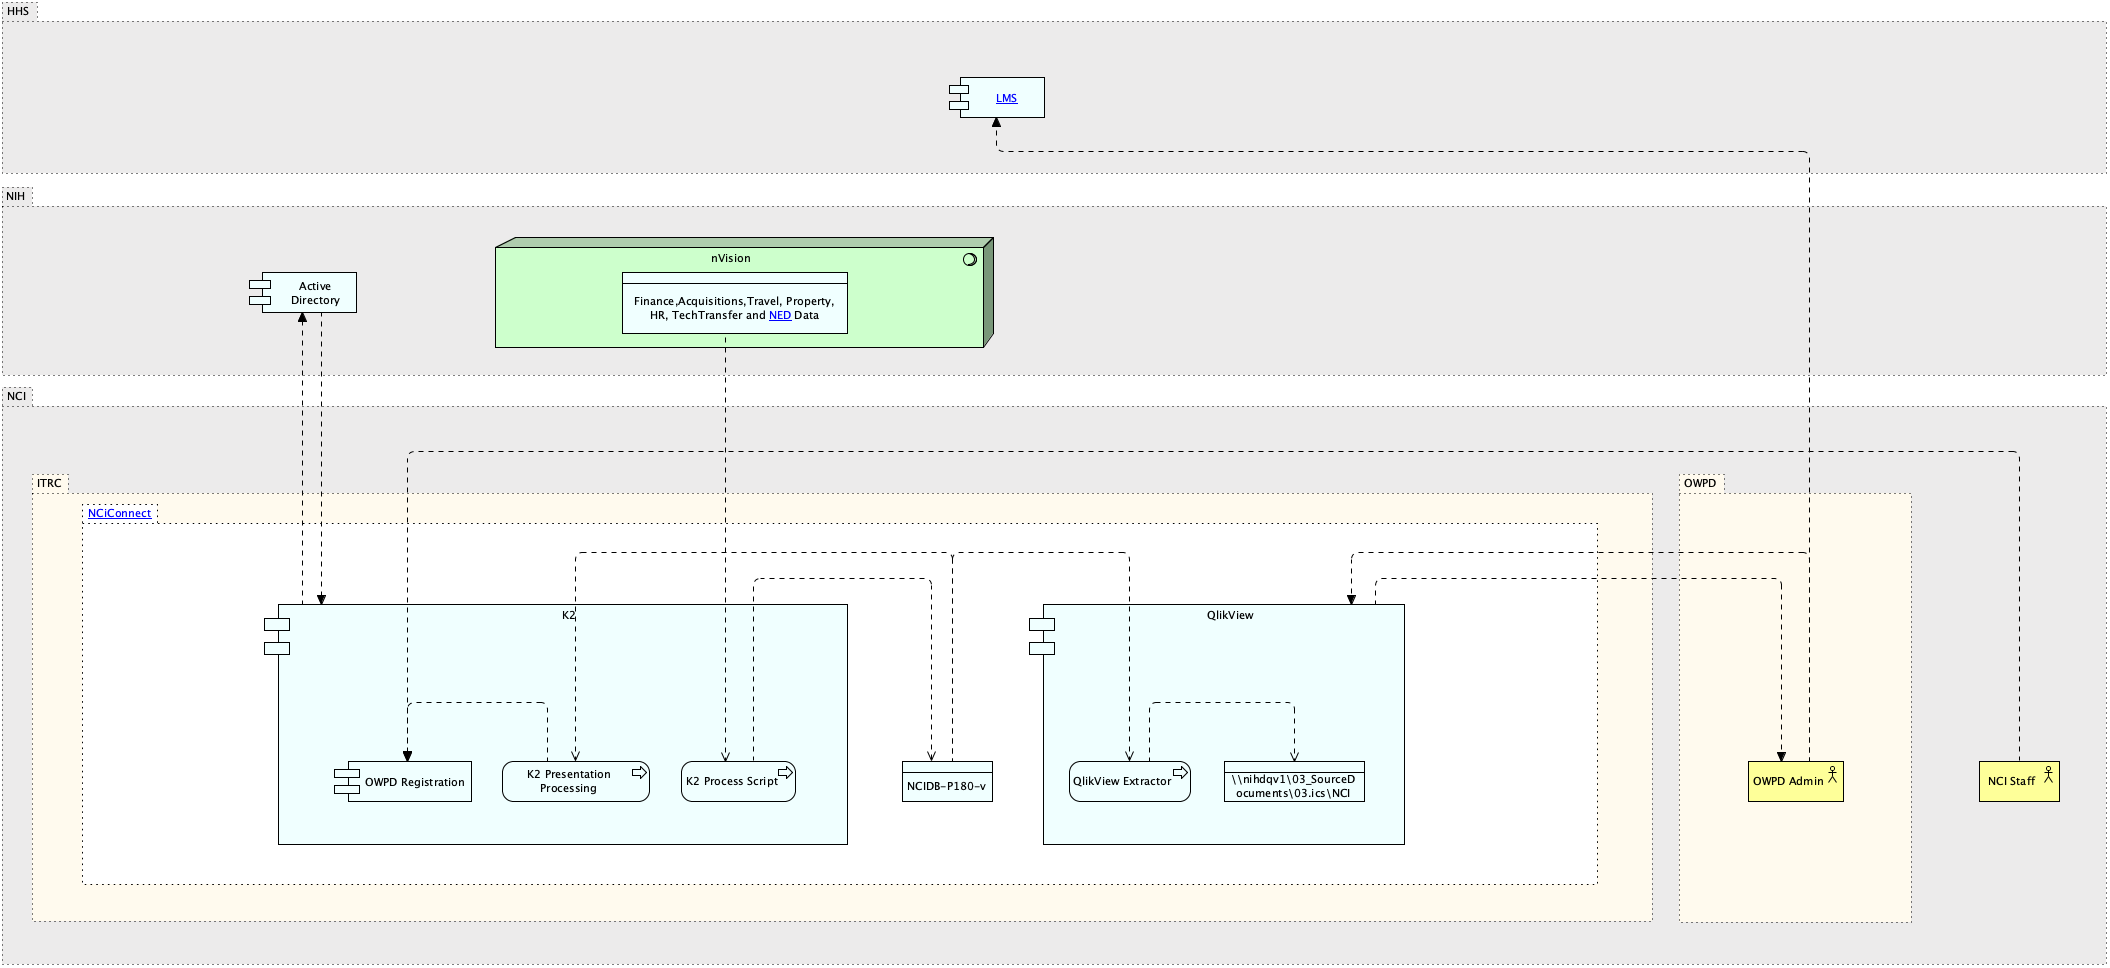 HHS
LMS
NIH
nVision
Active
Directory
Finance,Acquisitions,Travel, Property,
HR, TechTransfer and NED Data
NCI
ITRC
OWPD
NCiConnect
K2
QlikView
OWPD Registration
K2 Presentation
Processing
K2 Process Script
NCIDB-P180-v
QlikView Extractor
\\nihdqv1\03_SourceD
ocuments\03.ics\NCI
OWPD Admin
NCI Staff